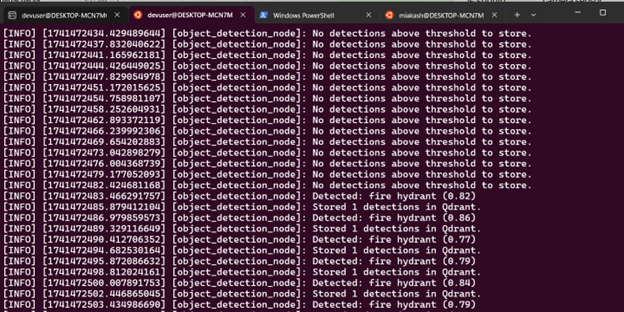 devuser@DESKTOP-MCN7M
devuser@DESKTOP-MCN7M
Windows PowerShell
miakash@DESKTOP-MCN7M
[INFO] [1741472434.429489644] [object_detection_node]: No detections above threshold to store.
[INFO] [1741472437.832040622] [object_detection_node]: No detections above threshold to store.
[INFO] [1741472441.165962181] [object_detection_node]: No detections above threshold to store.
[INFO] [1741472444.426449025] [object_detection_node]: No detections above threshold to store.
[INFO] [1741472447.829054978] [object_detection_node]: No detections above threshold to store.
[INFO] [1741472451.172015625] [object_detection_node]: No detections above threshold to store.
[INFO] [1741472454.758981107] [object_detection_node]: No detections above threshold to store.
[INFO] [1741472458.252604931] [object_detection_node]: No detections above threshold to store.
[INFO] [1741472462.893372119] [object_detection_node]: No detections above threshold to store.
[INFO] [1741472466.239992306] [object_detection_node]: No detections above threshold to store.
[INFO] [1741472469.654202883] [object_detection_node]: No detections above threshold to store.
[INFO] [1741472473.042898279] [object_detection_node]: No detections above threshold to store.
[INFO] [1741472476.004368739] [object_detection_node]: No detections above threshold to store.
[INFO] [1741472479.177052093] [object_detection_node]: No detections above threshold to store.
[INFO] [1741472482.424681168] [object_detection_node]: No detections above threshold to store.
[INFO] [1741472483.466291757] [object_detection_node]: Detected: fire hydrant (0.82)
[INFO] [1741472485.879412104] [object_detection_node]: Stored 1 detections in Qdrant.
[INFO] [1741472486.979859573] [object_detection_node]: Detected: fire hydrant (0.86)
[INFO] [1741472489.329116649] [object_detection_node]: Stored 1 detections in Qdrant.
[INFO] [1741472490.412706352] [object_detection_node]: Detected: fire hydrant (0.77)
[INFO] [1741472494.682530164] [object_detection_node]: Stored 1 detections in Qdrant.
[INFO] [1741472495.872086632] [object_detection_node]: Detected: fire hydrant (0.79)
[INFO] [1741472498.812024161] [object_detection_node]: Stored 1 detections in Qdrant.
[INFO] [1741472500.007891753] [object_detection_node]: Detected: fire hydrant (0.84)
[INFO] [1741472502.446865045] [object_detection_node]: Stored 1 detections in Qdrant.
[INFO] [1741472503.434986690] [object_detection_node]: Detected: fire hydrant (0.79)